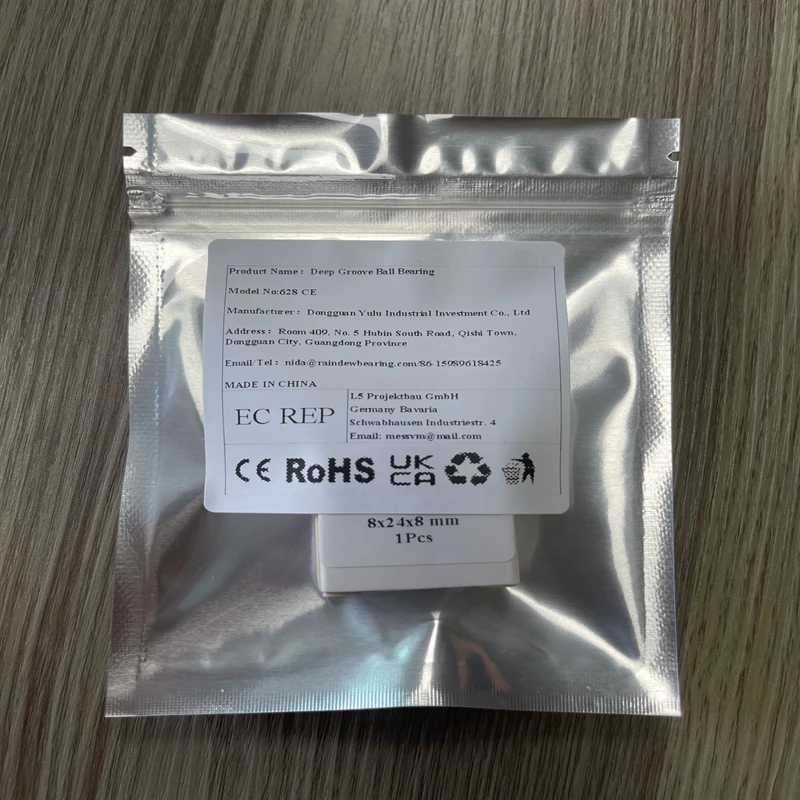 Product Name: Deep Groove Ball Bearing
Model No:628 CE
Manufacturer: Dongguan Yulu Industrial Investment Co., Ltd
Address: Room 409, No. 5 Hubin South Road, Qishi Town,
Dongguan City, Guangdong Province
Email/Tel: nida@raindewbearing.com/86-15989618425
MADE IN CHINA
EC REP
L5 Projektbau GmbH
Germany Bavaria
Schwabhausen Industriestr. 4
Email: messvm@mail.com
CE RoHS UK
CA
8x24x8 mm
1Pcs